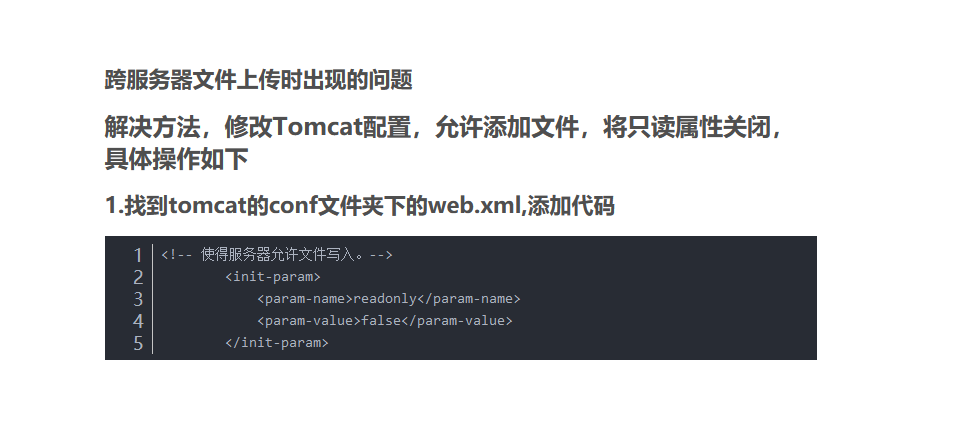 跨服务器文件上传时出现的问题
解决方法，修改Tomcat配置，允许添加文件，将只读属性关闭，
具体操作如下
1.找到tomcat的conf文件夹下的web.xml,添加代码
1 <!-- 使得服务器允许文件写入。-->
2 <init-param>
3 <param-name>readonly</param-name>
4 <param-value>false</param-value>
5 </init-param>